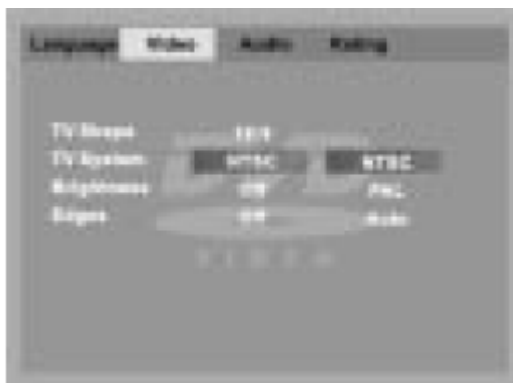 Language Video Audio Rating
TV Shape 16:9
TV System NTSC NTSC
Brightness Off PAL
Edges Off Auto
V I D E O